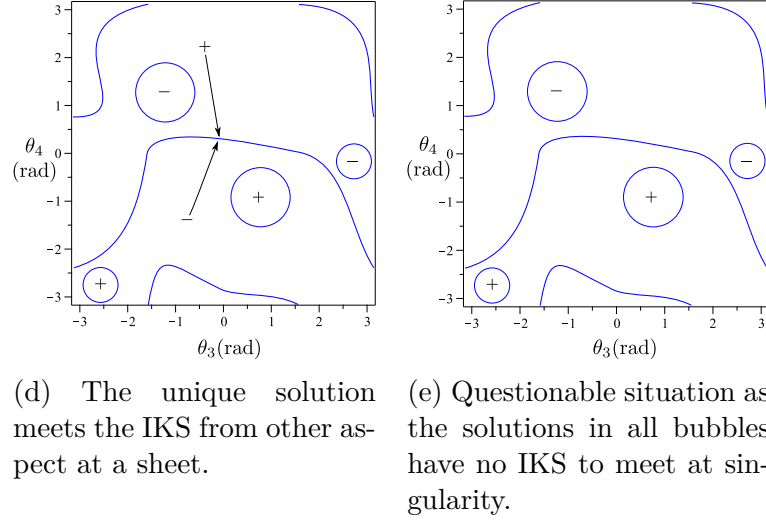 3
2
1
0
-1
-2
-3
θ4
(rad)
+
−
−
+
−
+
-3 -2 -1 0 1 2 3
θ3(rad)
3
2
1
0
-1
-2
-3
θ4
(rad)
+
−
+
−
-3 -2 -1 0 1 2 3
θ3(rad)
(d) The unique solution
meets the IKS from other as-
pect at a sheet.
(e) Questionable situation as
the solutions in all bubbles
have no IKS to meet at sin-
gularity.